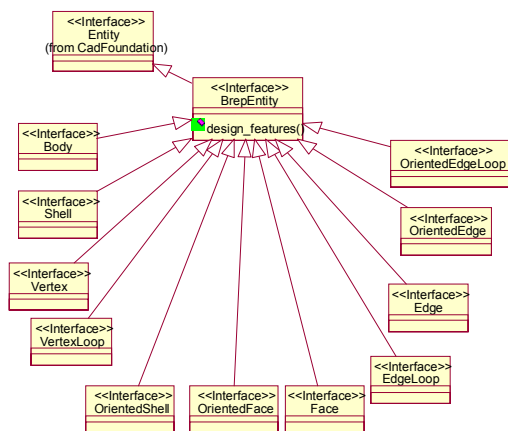 <<Interface>>
Entity
(from CadFoundation)
<<Interface>>
BrepEntity
design_features()
<<Interface>>
Body
<<Interface>>
OrientedEdgeLoop
<<Interface>>
Shell
<<Interface>>
OrientedEdge
<<Interface>>
Vertex
<<Interface>>
Edge
<<Interface>>
VertexLoop
<<Interface>>
EdgeLoop
<<Interface>>
OrientedShell
<<Interface>>
OrientedFace
<<Interface>>
Face